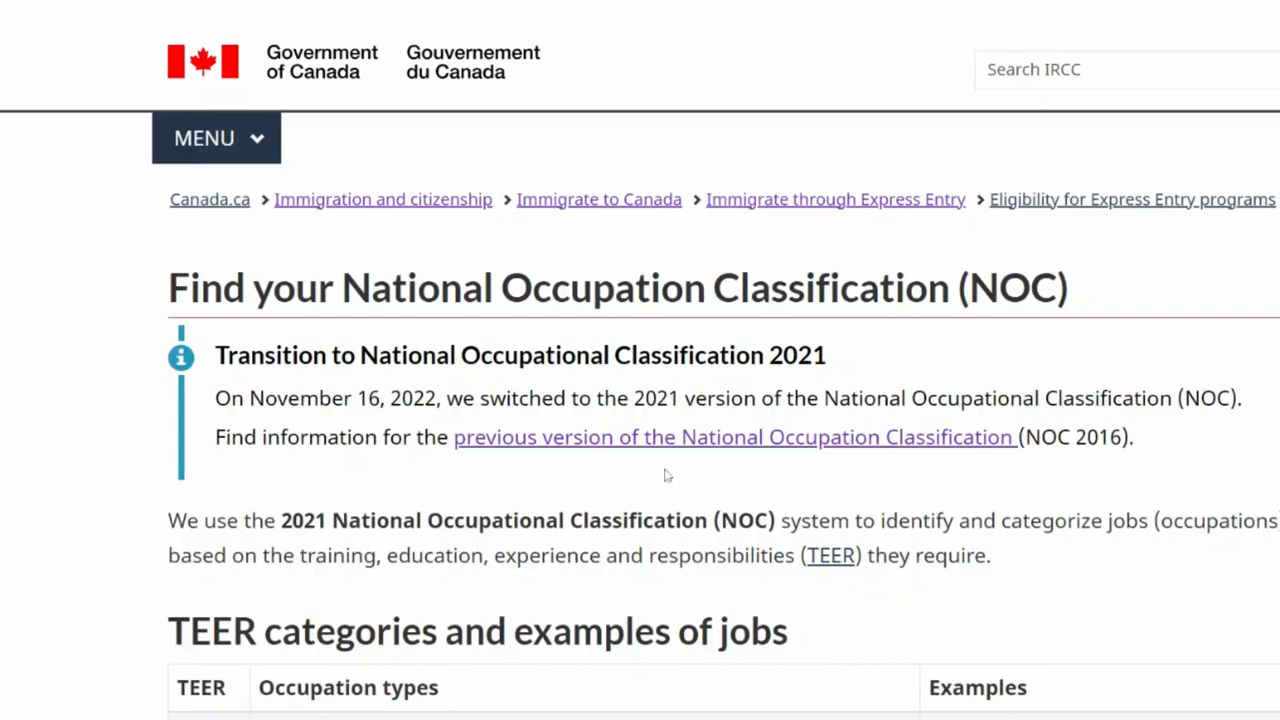 Government Gouvernement
of Canada du Canada
Search IRCC
MENU
Canada.ca Immigration and citizenship Immigrate to Canada Immigrate through Express Entry Eligibility for Express Entry programs
Find your National Occupation Classification (NOC)
Transition to National Occupational Classification 2021
On November 16, 2022, we switched to the 2021 version of the National Occupational Classification (NOC).
Find information for the previous version of the National Occupation Classification (NOC 2016).
We use the 2021 National Occupational Classification (NOC) system to identify and categorize jobs (occupations)
based on the training, education, experience and responsibilities (TEER) they require.
TEER categories and examples of jobs
TEER Occupation types Examples